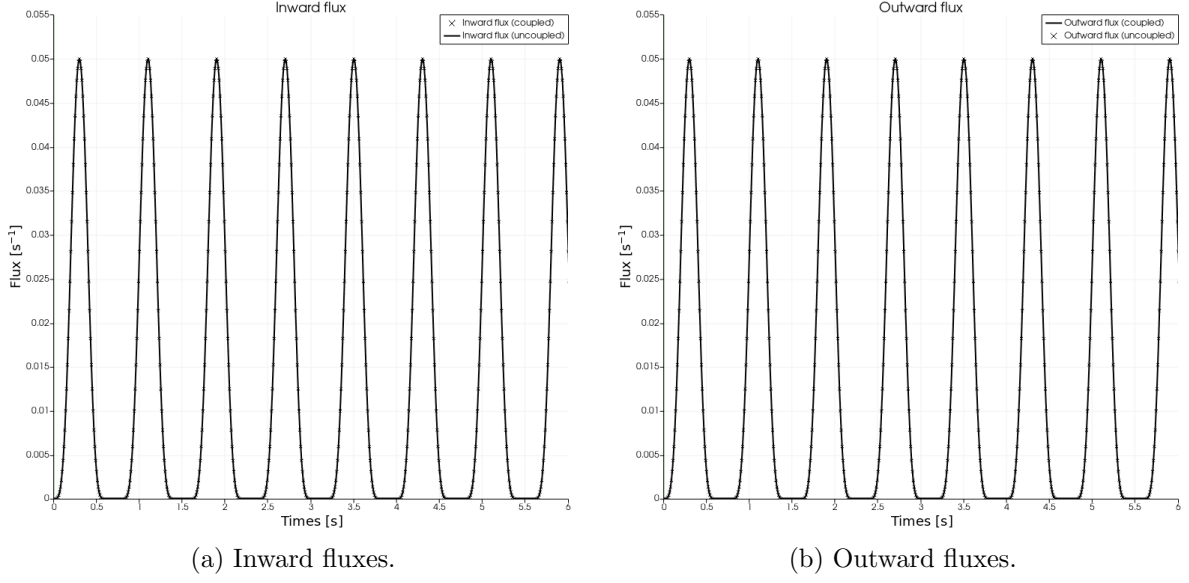 Inward flux
0.055
0.05
0.045
0.04
0.035
0.03
0.025
0.02
0.015
0.01
0.005
0
Flux [s⁻¹]
× Inward flux (coupled)
Inward flux (uncoupled)
0 0.5 1 1.5 2 2.5 3 3.5 4 4.5 5 5.5 6
Times [s]
(a) Inward fluxes.
Outward flux
0.055
0.05
0.045
0.04
0.035
0.03
0.025
0.02
0.015
0.01
0.005
0
Flux [s⁻¹]
Outward flux (coupled)
× Outward flux (uncoupled)
0 0.5 1 1.5 2 2.5 3 3.5 4 4.5 5 5.5 6
Times [s]
(b) Outward fluxes.